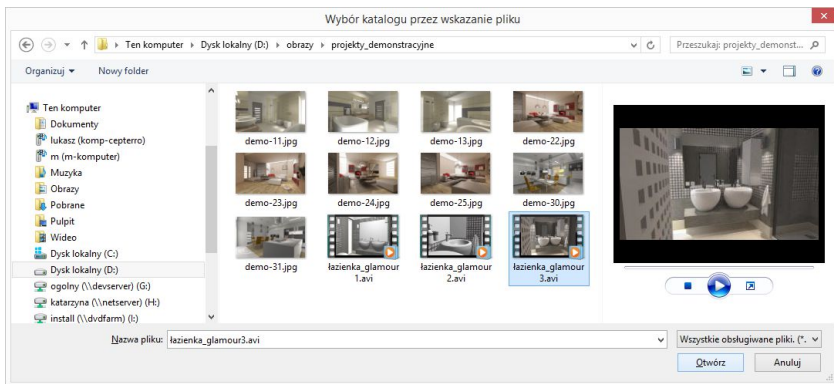 Wybór katalogu przez wskazanie pliku
Ten komputer
Dysk lokalny (D:)
obrazy
projekty_demonstracyjne
Przeszukaj: projekty_demonst...
Organizuj
Nowy folder
Ten komputer
Dokumenty
lukasz (komp-cepterro)
m (m-komputer)
Muzyka
Obrazy
Pobrane
Pulpit
Wideo
Dysk lokalny (C:)
Dysk lokalny (D:)
ogolny (\\devserver) (G:)
katarzyna (\\netserver) (H:)
install (\\dvdfarm) (I:)
demo-11.jpg
demo-12.jpg
demo-13.jpg
demo-22.jpg
demo-23.jpg
demo-24.jpg
demo-25.jpg
demo-30.jpg
demo-31.jpg
łazienka_glamour
1.avi
łazienka_glamour
2.avi
łazienka_glamour
3.avi
Nazwa pliku:
łazienka_glamour3.avi
Wszystkie obsługiwane pliki. (*.
Otwórz
Anuluj